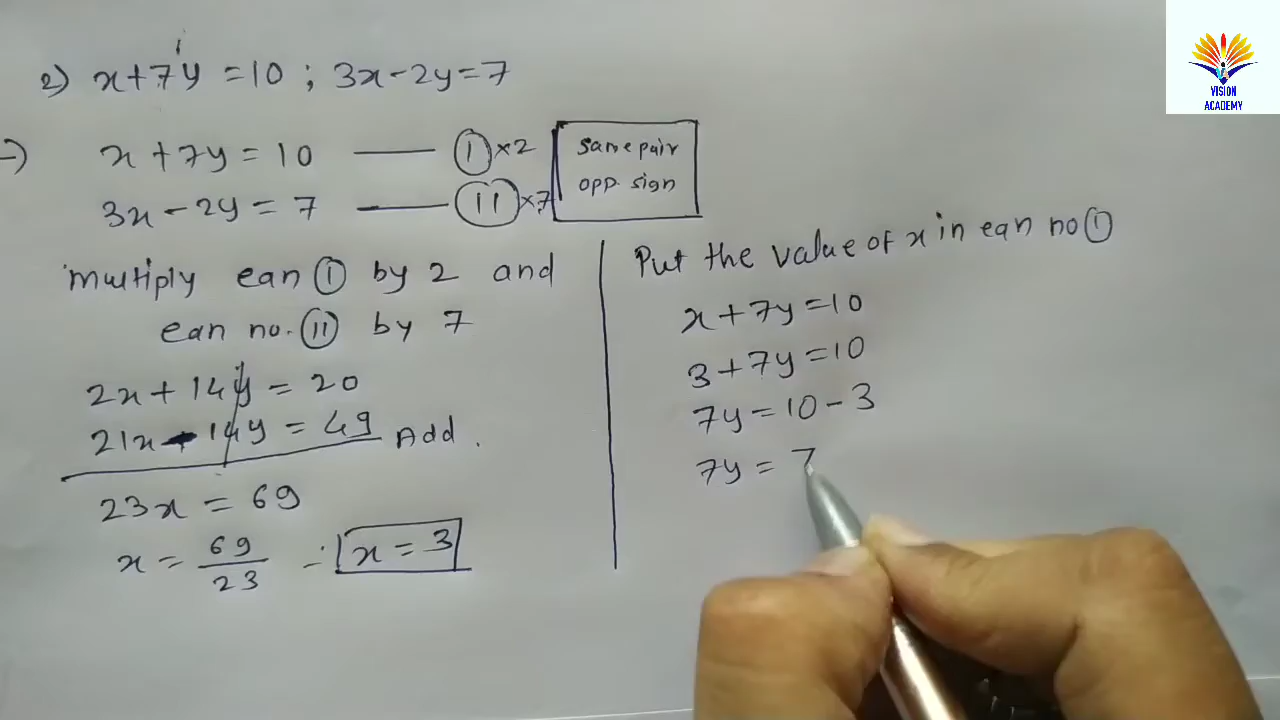 2) x+7y =10 ; 3x-2y=7
→) x + 7y = 10 —— Ⓘ ×2
3x - 2y = 7 —— Ⓘ Ⓘ ×7
same pair
opp. sign
multiply eqn Ⓘ by 2 and
eqn no. (II) by 7
2x + 14y = 20
21x - 14y = 49 Add.
23x = 69
x = 69/23 ∴ x = 3
Put the value of x in eqn no Ⓘ
x + 7y = 10
3 + 7y = 10
7y = 10 - 3
7y = 7
VISION
ACADEMY